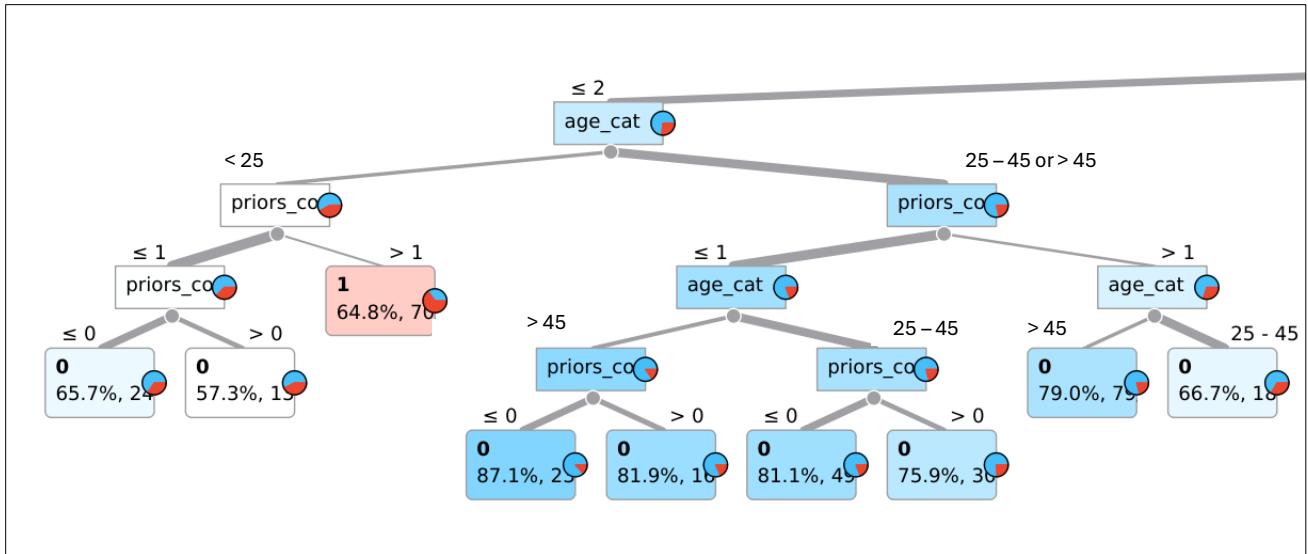 ≤ 2
age_cat
< 25
25 – 45 or > 45
priors_co
priors_co
≤ 1
> 1
≤ 1
> 1
priors_co
1
64.8%, 70
age_cat
age_cat
≤ 0
> 0
> 45
25 – 45
> 45
25 - 45
0
65.7%, 24
0
57.3%, 13
priors_co
priors_co
0
79.0%, 79
0
66.7%, 18
≤ 0
> 0
≤ 0
> 0
0
87.1%, 23
0
81.9%, 16
0
81.1%, 49
0
75.9%, 30